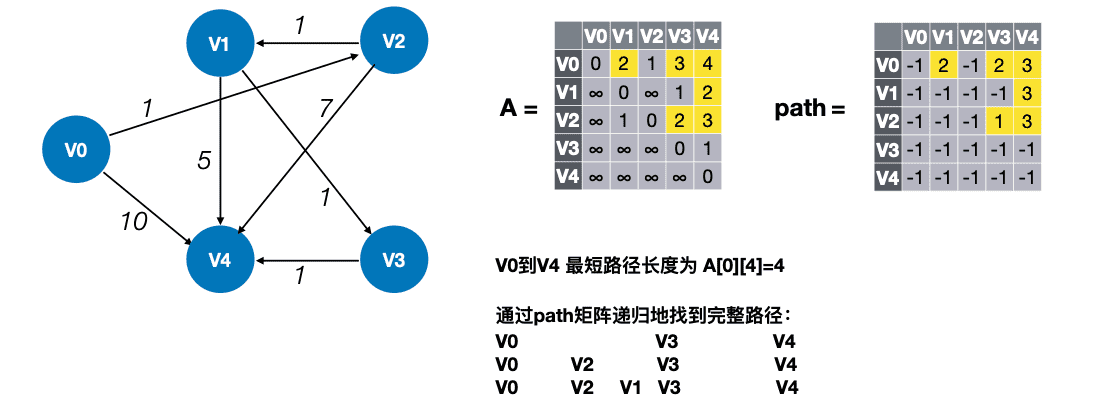 V1
V2
V0
V4
V3
1
1
7
5
1
10
1
A =
V0 V1 V2 V3 V4
V0 0 2 1 3 4
V1 ∞ 0 ∞ 1 2
V2 ∞ 1 0 2 3
V3 ∞ ∞ ∞ 0 1
V4 ∞ ∞ ∞ ∞ 0
path =
V0 V1 V2 V3 V4
V0 -1 2 -1 2 3
V1 -1 -1 -1 -1 3
V2 -1 -1 -1 1 3
V3 -1 -1 -1 -1 -1
V4 -1 -1 -1 -1 -1
V0到V4 最短路径长度为 A[0][4]=4
通过path矩阵递归地找到完整路径：
V0 V3 V4
V0 V2 V3 V4
V0 V2 V1 V3 V4